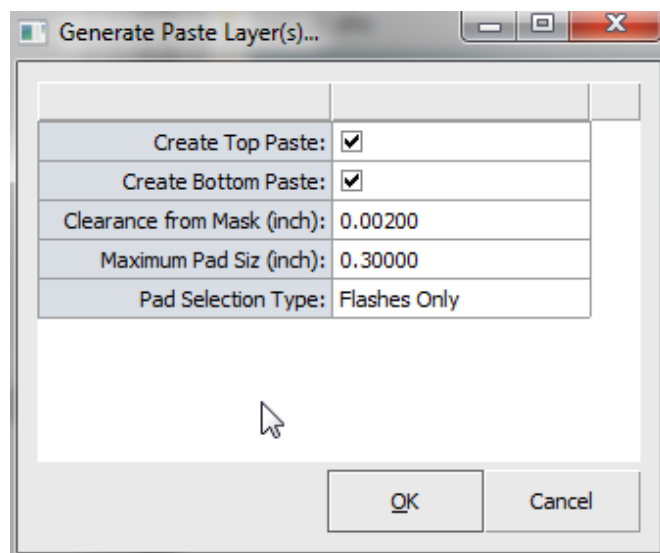 Generate Paste Layer(s)...
Create Top Paste:
Create Bottom Paste:
Clearance from Mask (inch): 0.00200
Maximum Pad Siz (inch): 0.30000
Pad Selection Type: Flashes Only
OK Cancel